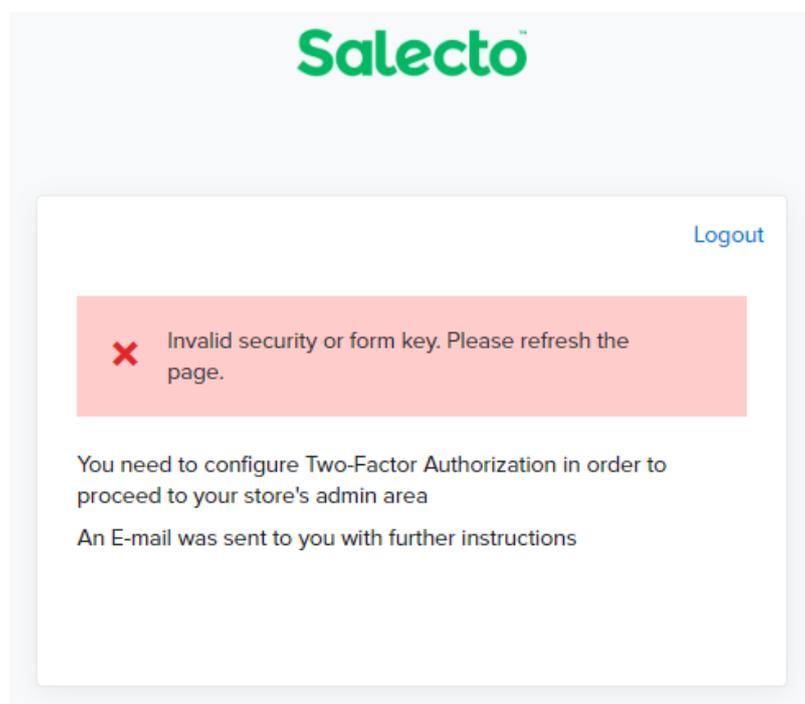 Salecto™
Logout
Invalid security or form key. Please refresh the
page.
You need to configure Two-Factor Authorization in order to
proceed to your store's admin area
An E-mail was sent to you with further instructions